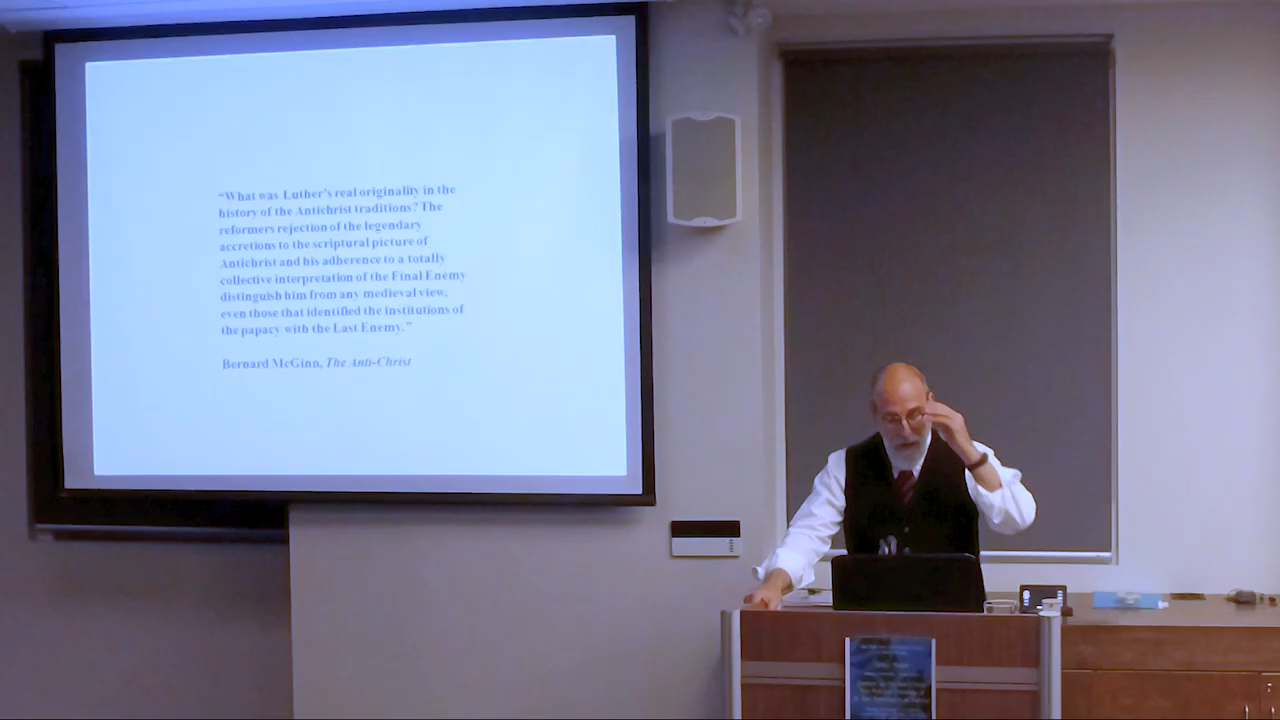 “What was Luther’s real originality in the
history of the Antichrist traditions? The
reformers rejection of the legendary
accretions to the scriptural picture of
Antichrist and his adherence to a totally
collective interpretation of the Final Enemy
distinguish him from any medieval view,
even those that identified the institutions of
the papacy with the Last Enemy.”
Bernard McGinn, The Anti-Christ